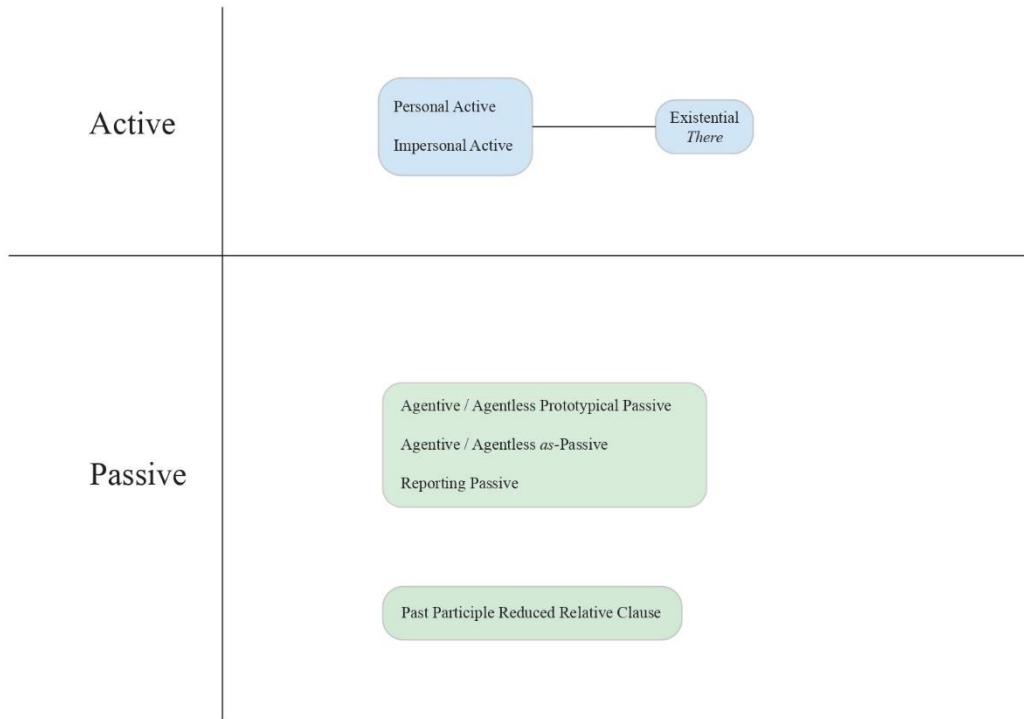 Active
Personal Active
Impersonal Active
Existential
There
Passive
Agentive / Agentless Prototypical Passive
Agentive / Agentless as-Passive
Reporting Passive
Past Participle Reduced Relative Clause